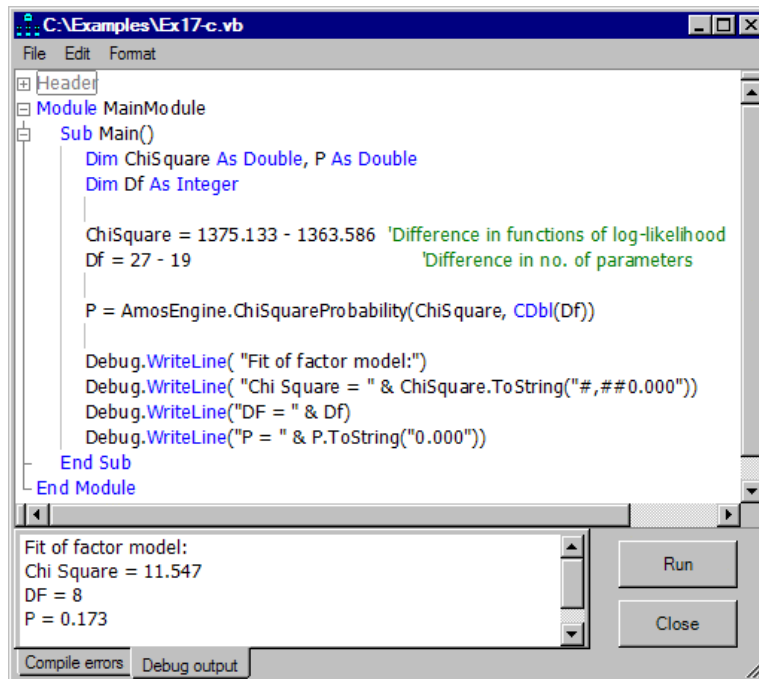 C:\Examples\Ex17-c.vb
File Edit Format
Header
Module MainModule
Sub Main()
Dim ChiSquare As Double, P As Double
Dim Df As Integer
ChiSquare = 1375.133 - 1363.586 'Difference in functions of log-likelihood
Df = 27 - 19 'Difference in no. of parameters
P = AmosEngine.ChiSquareProbability(ChiSquare, CDbl(Df))
Debug.WriteLine( "Fit of factor model:")
Debug.WriteLine( "Chi Square = " & ChiSquare.ToString("#,##0.000"))
Debug.WriteLine("DF = " & Df)
Debug.WriteLine("P = " & P.ToString("0.000"))
End Sub
End Module
Fit of factor model:
Chi Square = 11.547
DF = 8
P = 0.173
Run
Close
Compile errors Debug output